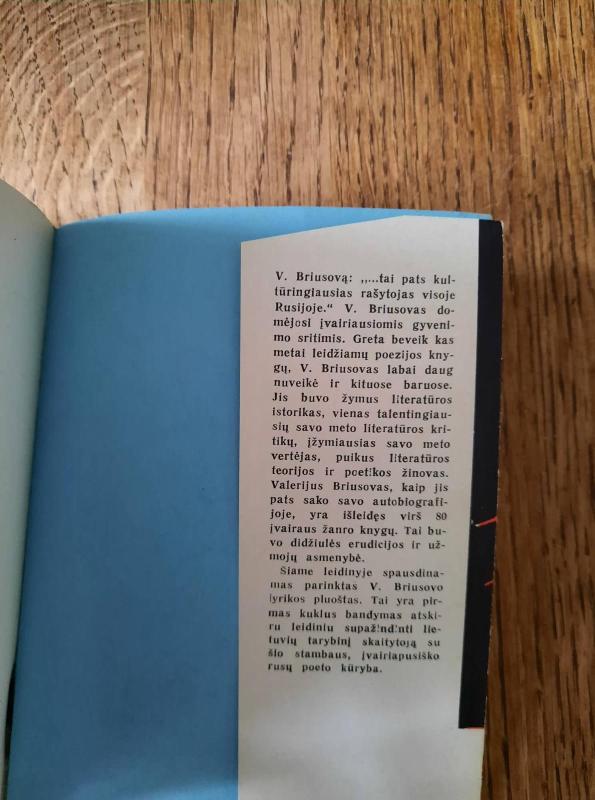 V. Briusovą: ,,...tai pats kul-
tūringiausias rašytojas visoje
Rusijoje.“ V. Briusovas do-
mėjosi įvairiausiomis gyveni-
mo sritimis. Greta beveik kas
metai leidžiamų poezijos kny-
gų, V. Briusovas labai daug
nuveikė ir kituose baruose.
Jis buvo žymus literatūros
istorikas, vienas talentingiau-
sių savo meto literatūros kri-
tikų, įžymiausias savo meto
vertėjas, puikus literatūros
teorijos ir poetikos žinovas.
Valerijus Briusovas, kaip jis
pats sako savo autobiografi-
joje, yra išleidęs virš 80
įvairaus žanro knygų. Tai bu-
vo didžiulės erudicijos ir už-
mojų asmenybė.
Siame leidinyje spausdina-
mas parinktas V. Briusovo
lyrikos pluoštas. Tai yra pir-
mas kuklus bandymas atski-
ru leidiniu supažindinti lie-
tuvių tarybinį skaitytoją su
šio stambaus, įvairiapusiško
rusų poeto kūryba.